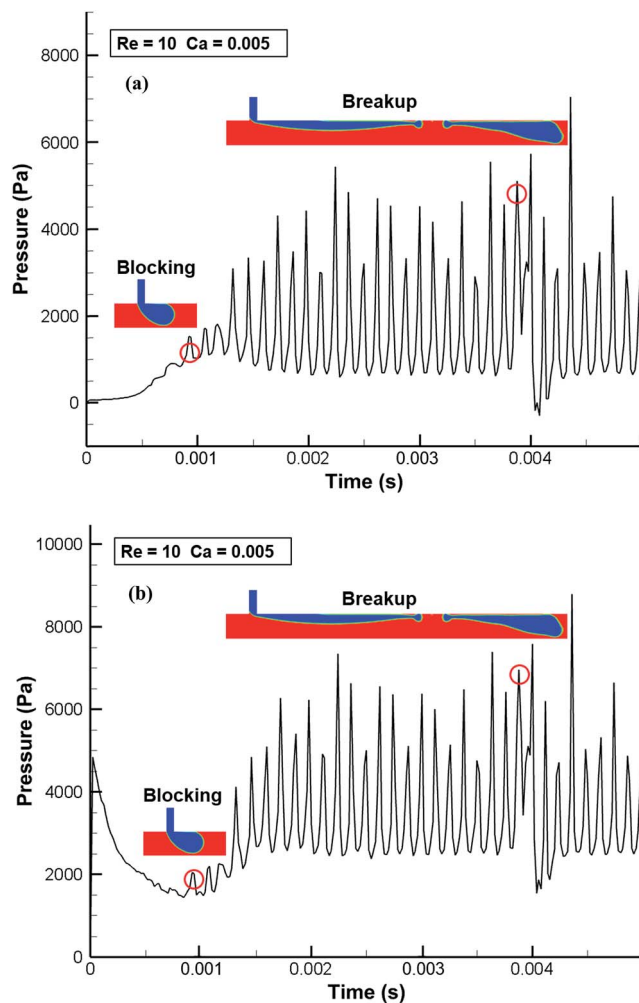 8000
Re = 10 Ca = 0.005
(a)
Breakup
6000
Pressure (Pa)
4000
Blocking
2000
0
0 0.001 0.002 0.003 0.004
Time (s)
10000
Re = 10 Ca = 0.005
(b)
Breakup
8000
Pressure (Pa)
6000
4000
Blocking
2000
0
0 0.001 0.002 0.003 0.004
Time (s)